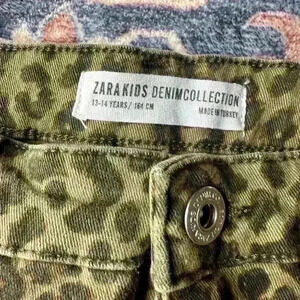 ZARA KIDS DENIMCOLLECTION
13-14 YEARS / 164 CM
MADE IN TURKEY